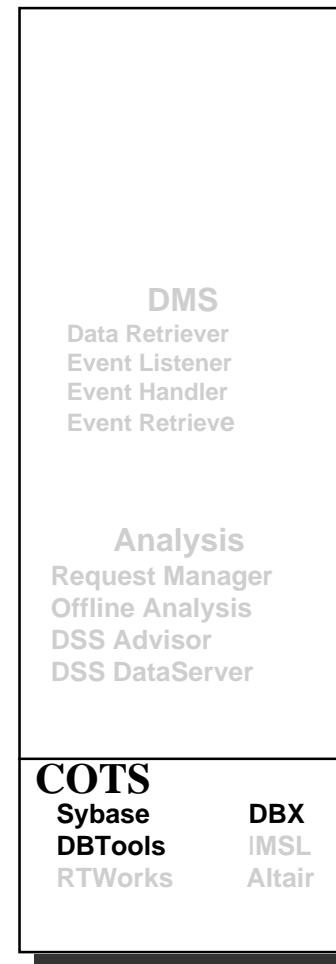 DMS
Data Retriever
Event Listener
Event Handler
Event Retrieve
Analysis
Request Manager
Offline Analysis
DSS Advisor
DSS DataServer
COTS
Sybase DBX
DBTools IMSL
RTWorks Altair